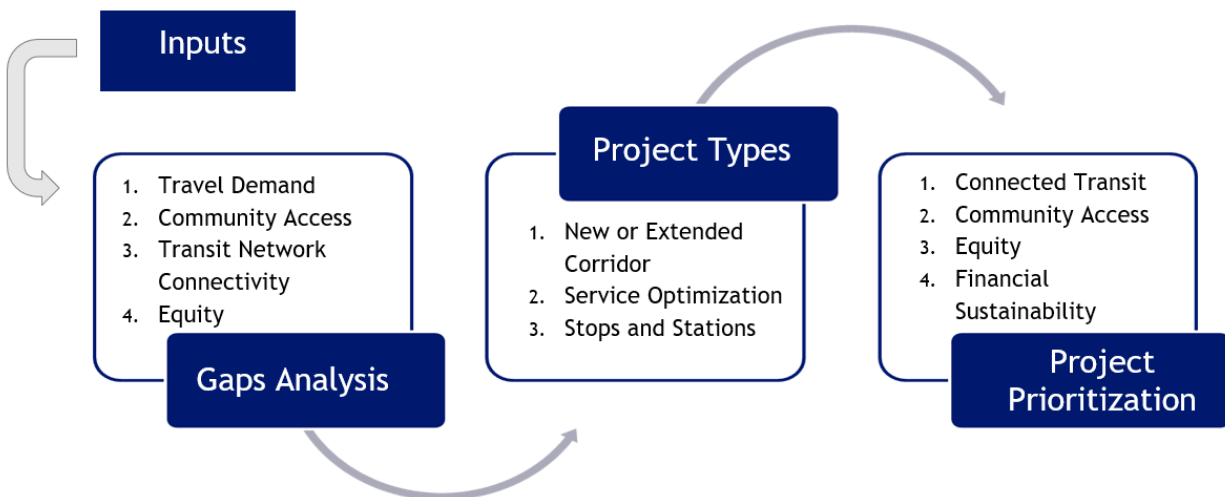 Inputs
1. Travel Demand
2. Community Access
3. Transit Network
Connectivity
4. Equity
Gaps Analysis
Project Types
1. New or Extended
Corridor
2. Service Optimization
3. Stops and Stations
1. Connected Transit
2. Community Access
3. Equity
4. Financial
Sustainability
Project
Prioritization